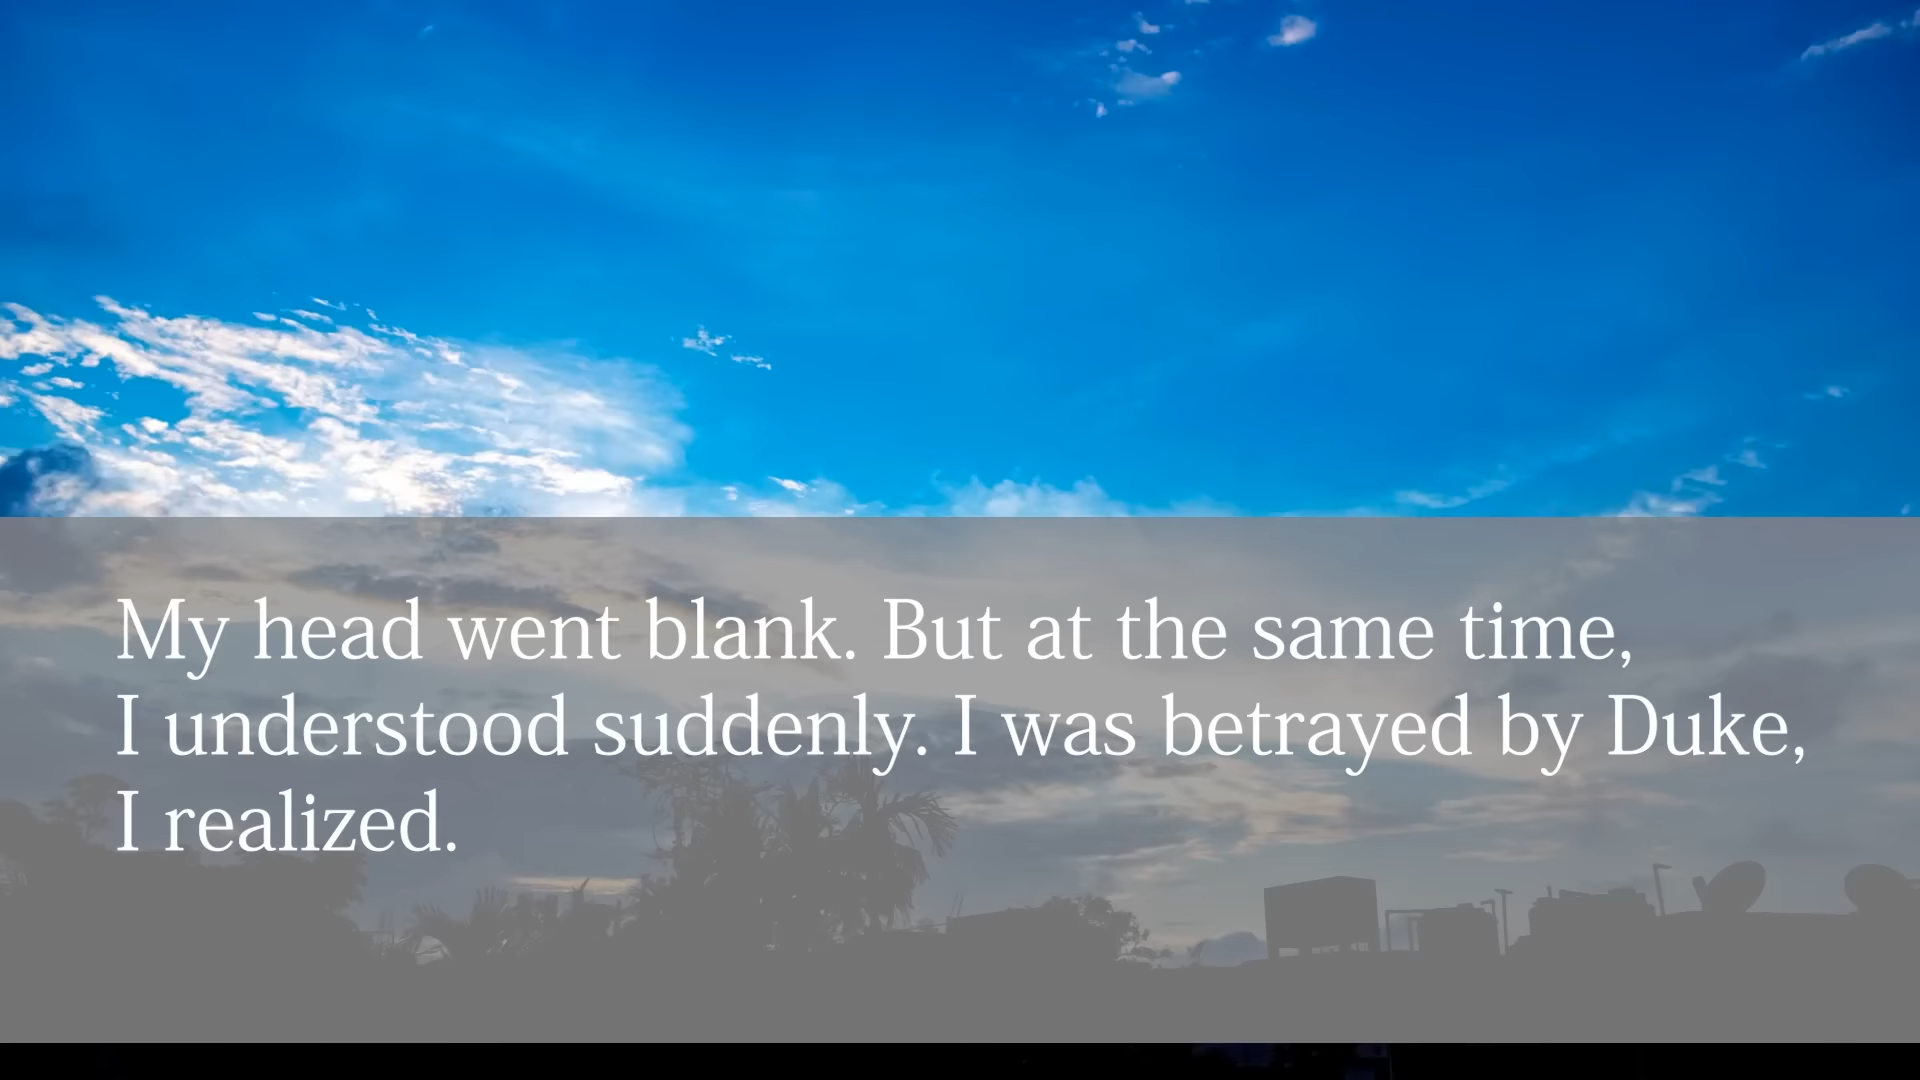 My head went blank. But at the same time,
I understood suddenly. I was betrayed by Duke,
I realized.